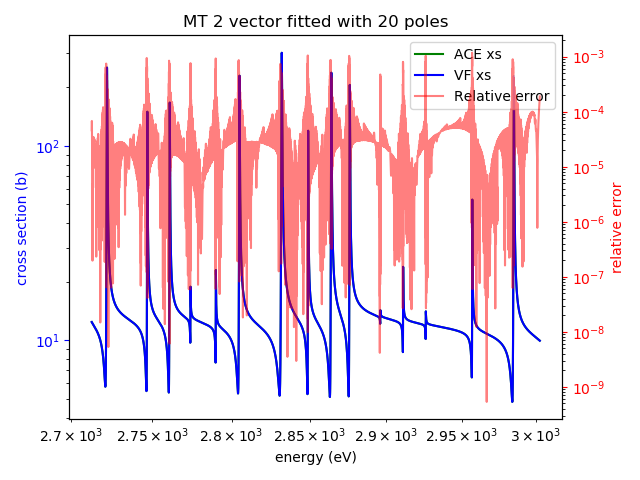 MT 2 vector fitted with 20 poles
ACE xs
VF xs
Relative error
cross section (b)
10²
10¹
10⁻³
10⁻⁴
10⁻⁵
10⁻⁶
10⁻⁷
10⁻⁸
10⁻⁹
relative error
2.7 × 10³ 2.75 × 10³ 2.8 × 10³ 2.85 × 10³ 2.9 × 10³ 2.95 × 10³ 3 × 10³
energy (eV)